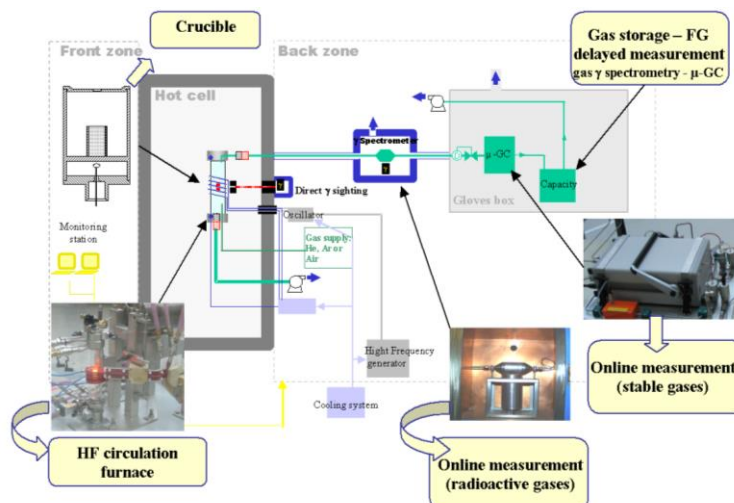 Crucible
Front zone
Back zone
Gas storage – FG
delayed measurement
gas γ spectrometry - μ-GC
Hot cell
γ Spectrometer
?
μ-GC
Capacity
Gloves box
?
Direct γ sighting
Oscillator
Gas supply:
He, Ar or
Air
Monitoring
station
Hight Frequency
generator
Cooling system
HF circulation
furnace
Online measurement
(radioactive gases)
Online measurement
(stable gases)